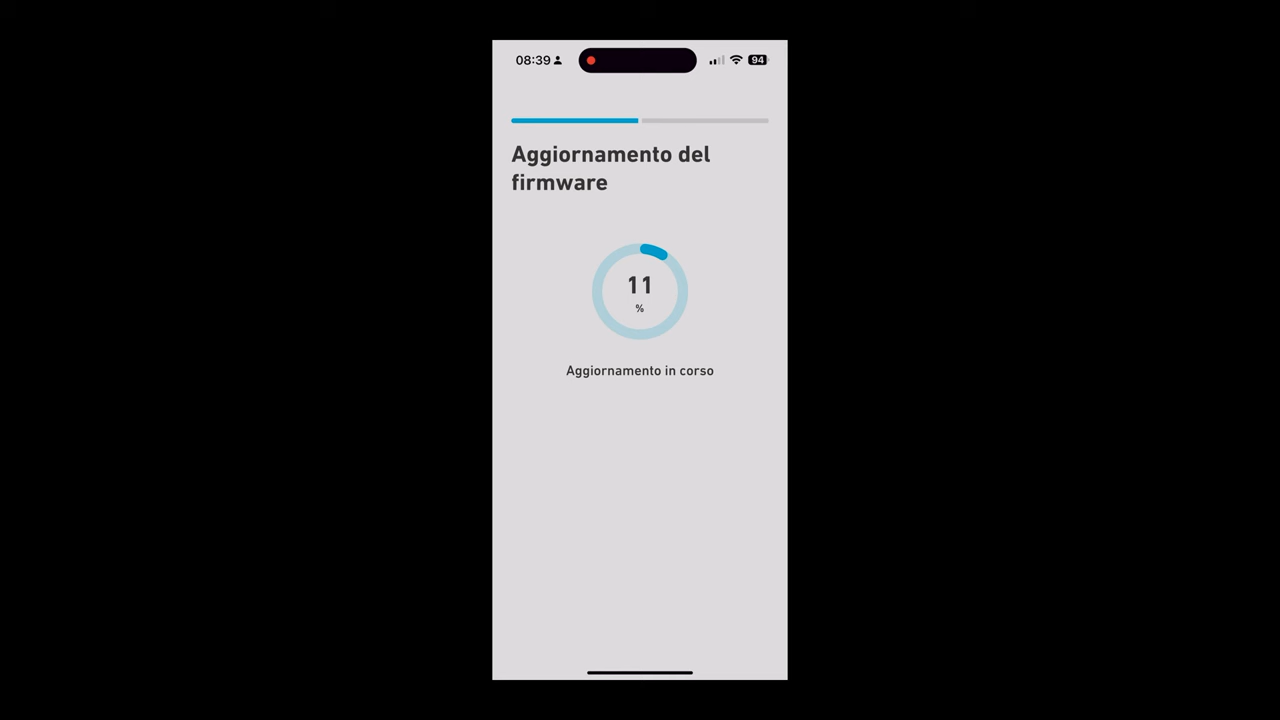 08:39
94
Aggiornamento del
firmware
11
%
Aggiornamento in corso